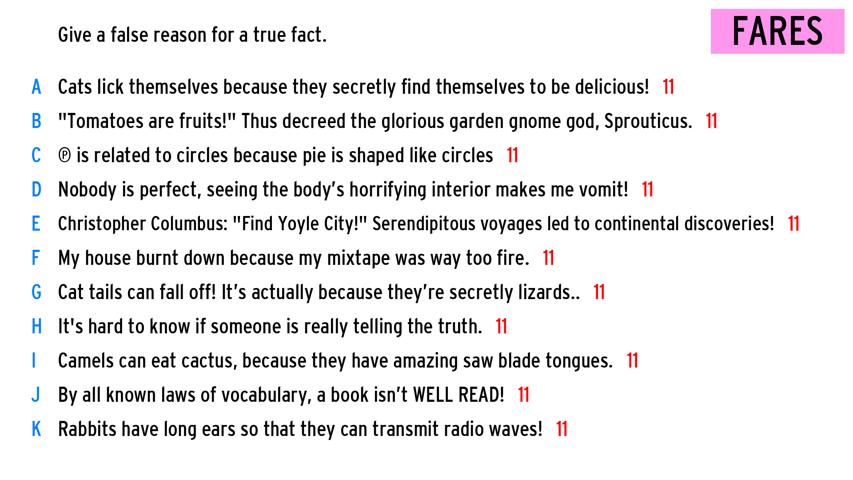 Give a false reason for a true fact.
FARES
A Cats lick themselves because they secretly find themselves to be delicious! 11
B "Tomatoes are fruits!" Thus decreed the glorious garden gnome god, Sprouticus. 11
C ℗ is related to circles because pie is shaped like circles 11
D Nobody is perfect, seeing the body's horrifying interior makes me vomit! 11
E Christopher Columbus: "Find Yoyle City!" Serendipitous voyages led to continental discoveries! 11
F My house burnt down because my mixtape was way too fire. 11
G Cat tails can fall off! It's actually because they're secretly lizards.. 11
H It's hard to know if someone is really telling the truth. 11
I Camels can eat cactus, because they have amazing saw blade tongues. 11
J By all known laws of vocabulary, a book isn't WELL READ! 11
K Rabbits have long ears so that they can transmit radio waves! 11